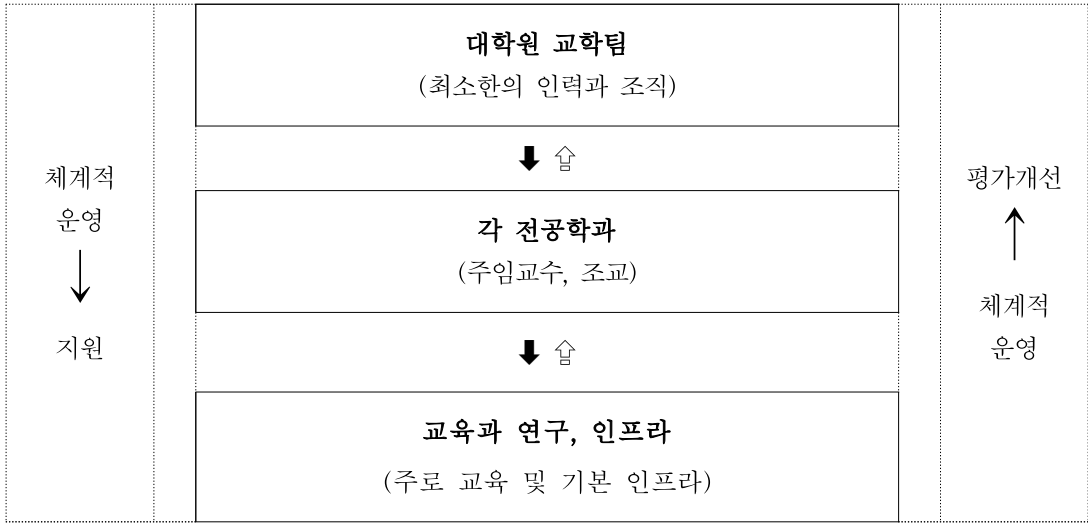 대학원 교학팀
(최소한의 인력과 조직)
체계적
운영
지원
각 전공학과
(주임교수, 조교)
평가개선
체계적
운영
교육과 연구, 인프라
(주로 교육 및 기본 인프라)